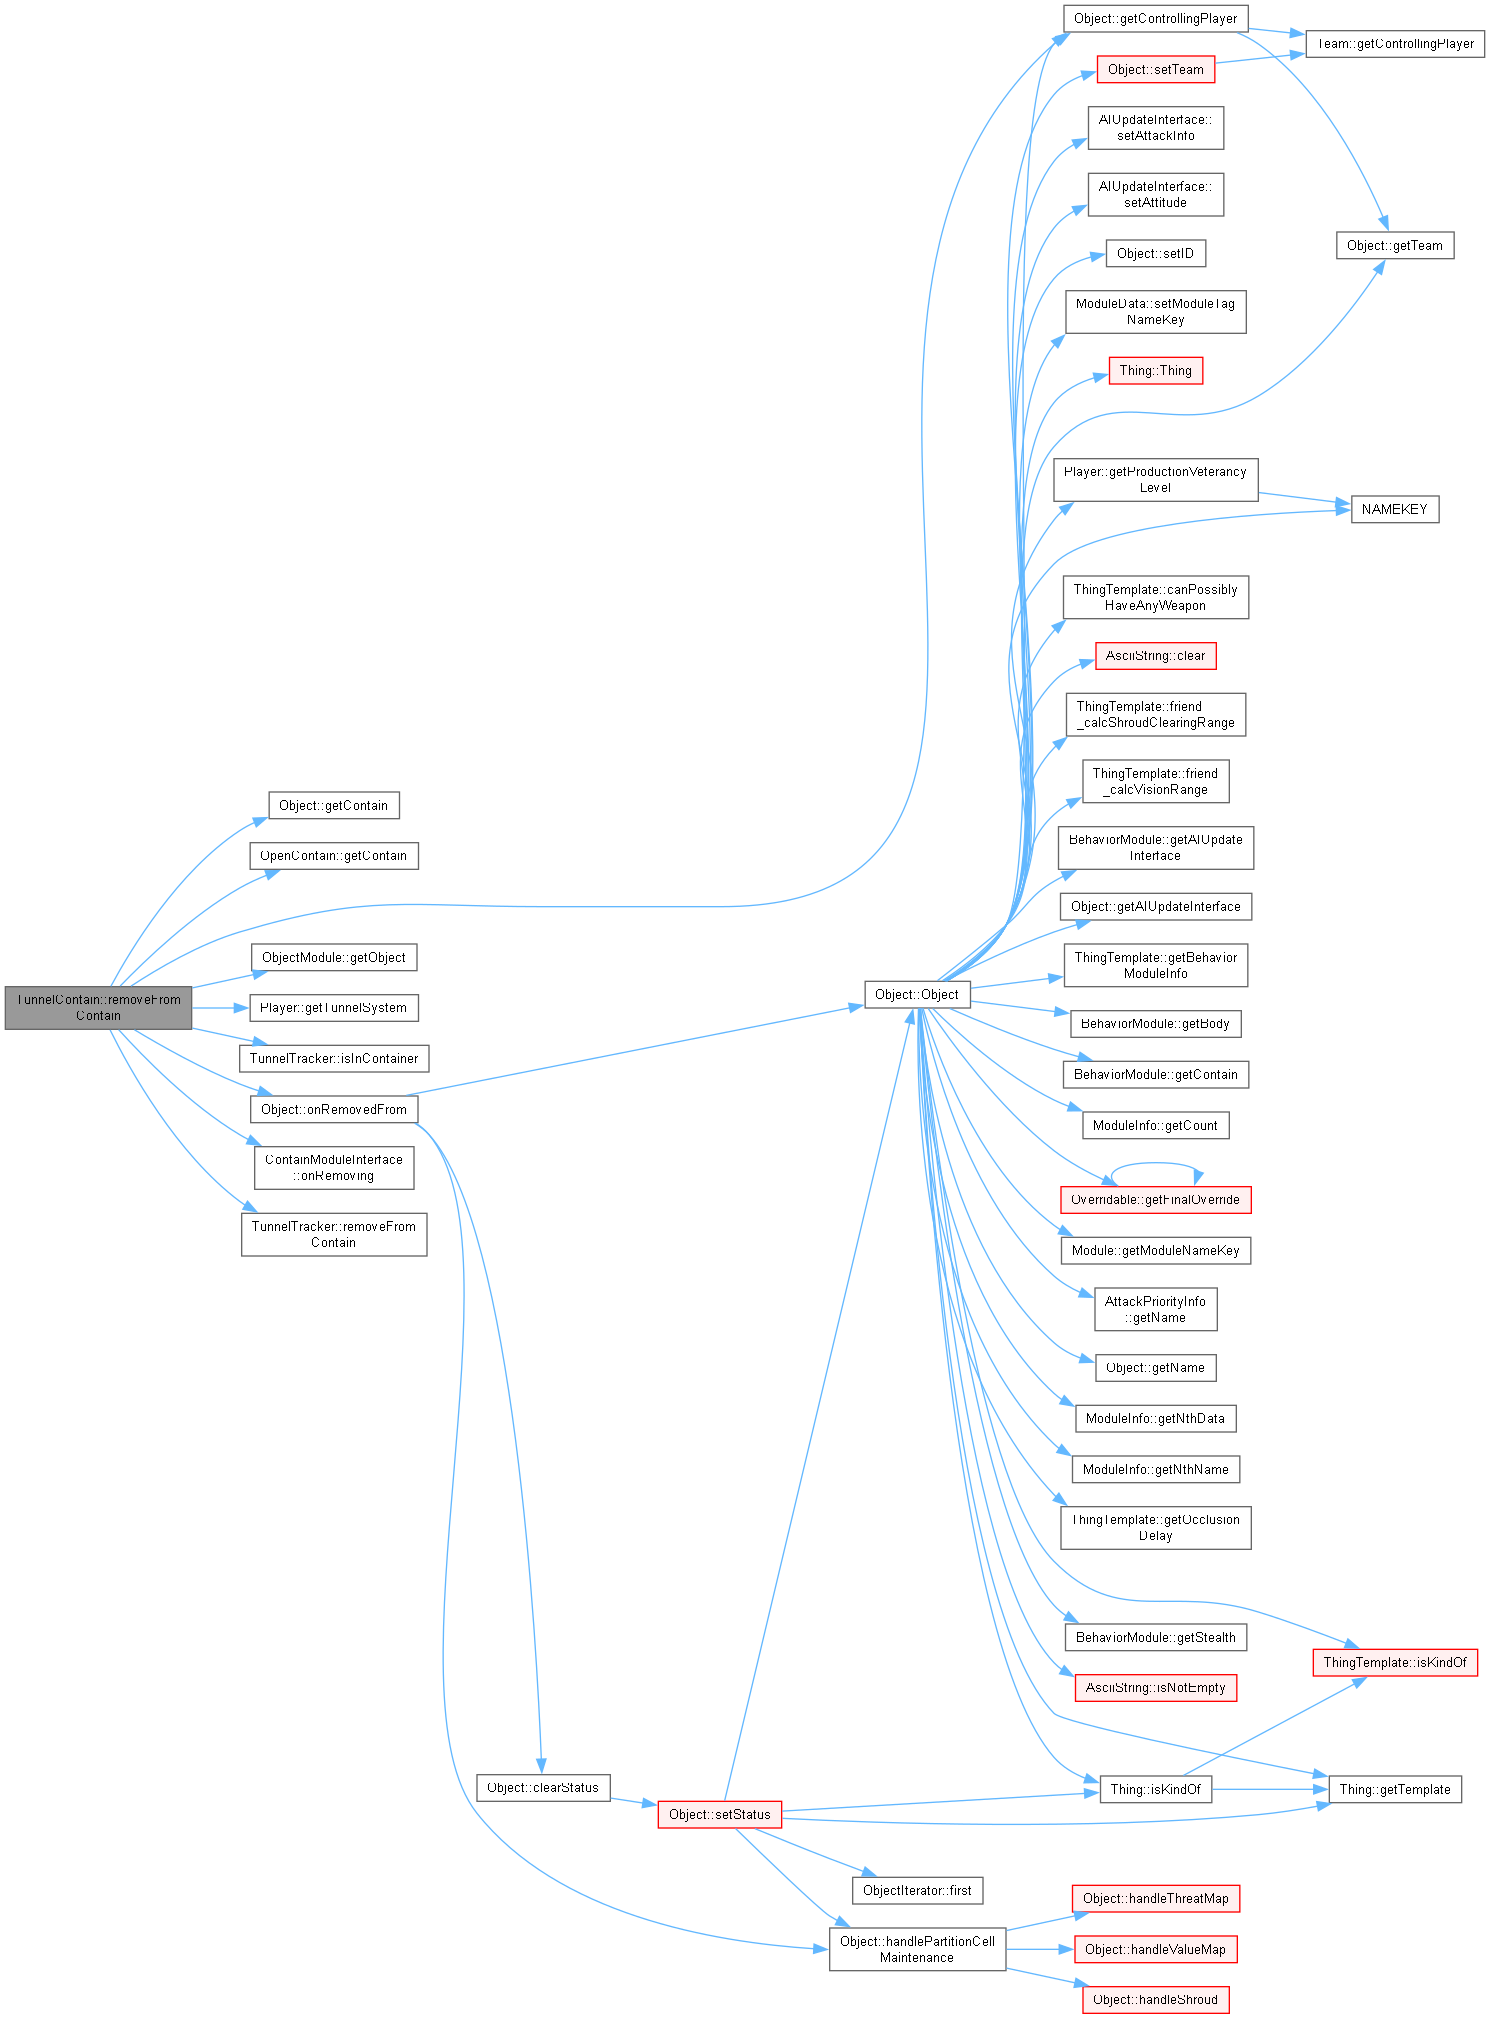 Object::getControllingPlayer
Team::getControllingPlayer
Object::setTeam
AIUpdateInterface::
setAttackInfo
AIUpdateInterface::
setAttitude
Object::getTeam
Object::setID
ModuleData::setModuleTag
NameKey
Thing::Thing
Player::getProductionVeterancy
Level
NAMEKEY
ThingTemplate::canPossibly
HaveAnyWeapon
AsciiString::clear
ThingTemplate::friend
_calcShroudClearingRange
ThingTemplate::friend
_calcVisionRange
Object::getContain
OpenContain::getContain
BehaviorModule::getAIUpdate
Interface
Object::getAIUpdateInterface
ObjectModule::getObject
ThingTemplate::getBehavior
ModuleInfo
TunnelContain::removeFrom
Contain
Player::getTunnelSystem
Object::Object
BehaviorModule::getBody
TunnelTracker::isInContainer
BehaviorModule::getContain
Object::onRemovedFrom
ModuleInfo::getCount
ContainModuleInterface
::onRemoving
Overridable::getFinalOverride
TunnelTracker::removeFrom
Contain
Module::getModuleNameKey
AttackPriorityInfo
::getName
Object::getName
ModuleInfo::getNthData
ModuleInfo::getNthName
ThingTemplate::getOcclusion
Delay
BehaviorModule::getStealth
ThingTemplate::isKindOf
AsciiString::isNotEmpty
Object::clearStatus
Object::setStatus
Thing::isKindOf
Thing::getTemplate
ObjectIterator::first
Object::handleThreatMap
Object::handlePartitionCell
Maintenance
Object::handleValueMap
Object::handleShroud